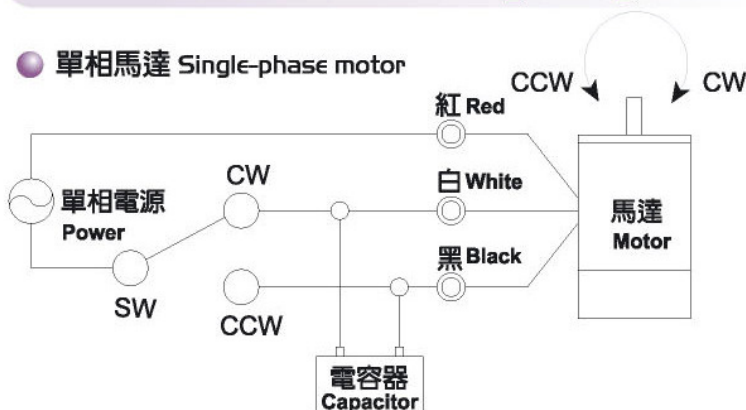 單相馬達 Single-phase motor
CCW
CW
紅 Red
CW
白 White
單相電源
Power
馬達
Motor
黑 Black
SW
CCW
電容器
Capacitor